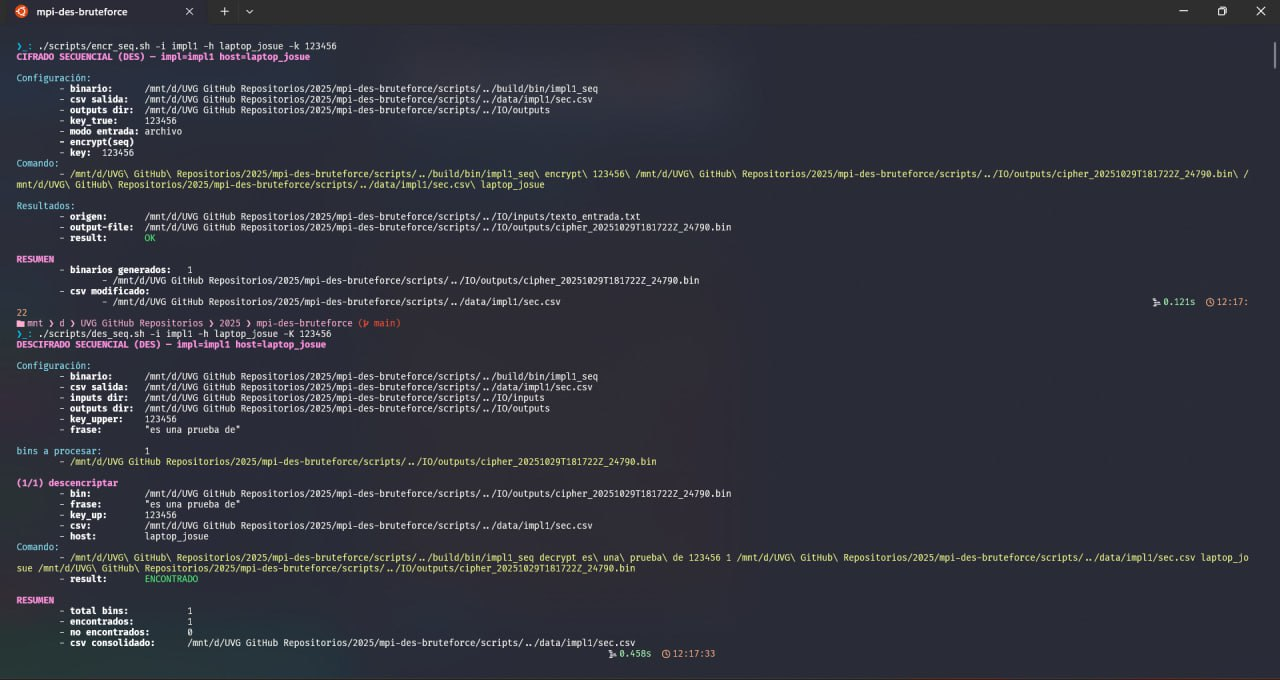 mpi-des-bruteforce
❯_: ./scripts/encr_seq.sh -i impl1 -h laptop_josue -k 123456
CIFRADO SECUENCIAL (DES) — impl=impl1 host=laptop_josue
Configuración:
- binario: /mnt/d/UVG GitHub Repositorios/2025/mpi-des-bruteforce/scripts/../build/bin/impl1_seq
- csv salida: /mnt/d/UVG GitHub Repositorios/2025/mpi-des-bruteforce/scripts/../data/impl1/sec.csv
- outputs dir: /mnt/d/UVG GitHub Repositorios/2025/mpi-des-bruteforce/scripts/../IO/outputs
- key_true: 123456
- modo entrada: archivo
- encrypt(seq)
- key: 123456
Comando:
- /mnt/d/UVG\ GitHub\ Repositorios/2025/mpi-des-bruteforce/scripts/../build/bin/impl1_seq\ encrypt\ 123456\ /mnt/d/UVG\ GitHub\ Repositorios/2025/mpi-des-bruteforce/scripts/../IO/outputs/cipher_20251029T181722Z_24790.bin\ /
mnt/d/UVG\ GitHub\ Repositorios/2025/mpi-des-bruteforce/scripts/../data/impl1/sec.csv\ laptop_josue
Resultados:
- origen: /mnt/d/UVG GitHub Repositorios/2025/mpi-des-bruteforce/scripts/../IO/inputs/texto_entrada.txt
- output-file: /mnt/d/UVG GitHub Repositorios/2025/mpi-des-bruteforce/scripts/../IO/outputs/cipher_20251029T181722Z_24790.bin
- result: OK
RESUMEN
- binarios generados: 1
- /mnt/d/UVG GitHub Repositorios/2025/mpi-des-bruteforce/scripts/../IO/outputs/cipher_20251029T181722Z_24790.bin
- csv modificado:
- /mnt/d/UVG GitHub Repositorios/2025/mpi-des-bruteforce/scripts/../data/impl1/sec.csv 0.121s 12:17:
22
mnt ❯ d ❯ UVG GitHub Repositorios ❯ 2025 ❯ mpi-des-bruteforce (main)
❯_: ./scripts/des_seq.sh -i impl1 -h laptop_josue -K 123456
DESCIFRADO SECUENCIAL (DES) — impl=impl1 host=laptop_josue
Configuración:
- binario: /mnt/d/UVG GitHub Repositorios/2025/mpi-des-bruteforce/scripts/../build/bin/impl1_seq
- csv salida: /mnt/d/UVG GitHub Repositorios/2025/mpi-des-bruteforce/scripts/../data/impl1/sec.csv
- inputs dir: /mnt/d/UVG GitHub Repositorios/2025/mpi-des-bruteforce/scripts/../IO/inputs
- outputs dir: /mnt/d/UVG GitHub Repositorios/2025/mpi-des-bruteforce/scripts/../IO/outputs
- key_upper: 123456
- frase: "es una prueba de"
bins a procesar: 1
- /mnt/d/UVG GitHub Repositorios/2025/mpi-des-bruteforce/scripts/../IO/outputs/cipher_20251029T181722Z_24790.bin
(1/1) descencriptar
- bin: /mnt/d/UVG GitHub Repositorios/2025/mpi-des-bruteforce/scripts/../IO/outputs/cipher_20251029T181722Z_24790.bin
- frase: "es una prueba de"
- key_up: 123456
- csv: /mnt/d/UVG GitHub Repositorios/2025/mpi-des-bruteforce/scripts/../data/impl1/sec.csv
- host: laptop_josue
Comando:
- /mnt/d/UVG\ GitHub\ Repositorios/2025/mpi-des-bruteforce/scripts/../build/bin/impl1_seq decrypt es\ una\ prueba\ de 123456 1 /mnt/d/UVG\ GitHub\ Repositorios/2025/mpi-des-bruteforce/scripts/../data/impl1/sec.csv laptop_jo
sue /mnt/d/UVG\ GitHub\ Repositorios/2025/mpi-des-bruteforce/scripts/../IO/outputs/cipher_20251029T181722Z_24790.bin
- result: ENCONTRADO
RESUMEN
- total bins: 1
- encontrados: 1
- no encontrados: 0
- csv consolidado: /mnt/d/UVG GitHub Repositorios/2025/mpi-des-bruteforce/scripts/../data/impl1/sec.csv
0.458s 12:17:33